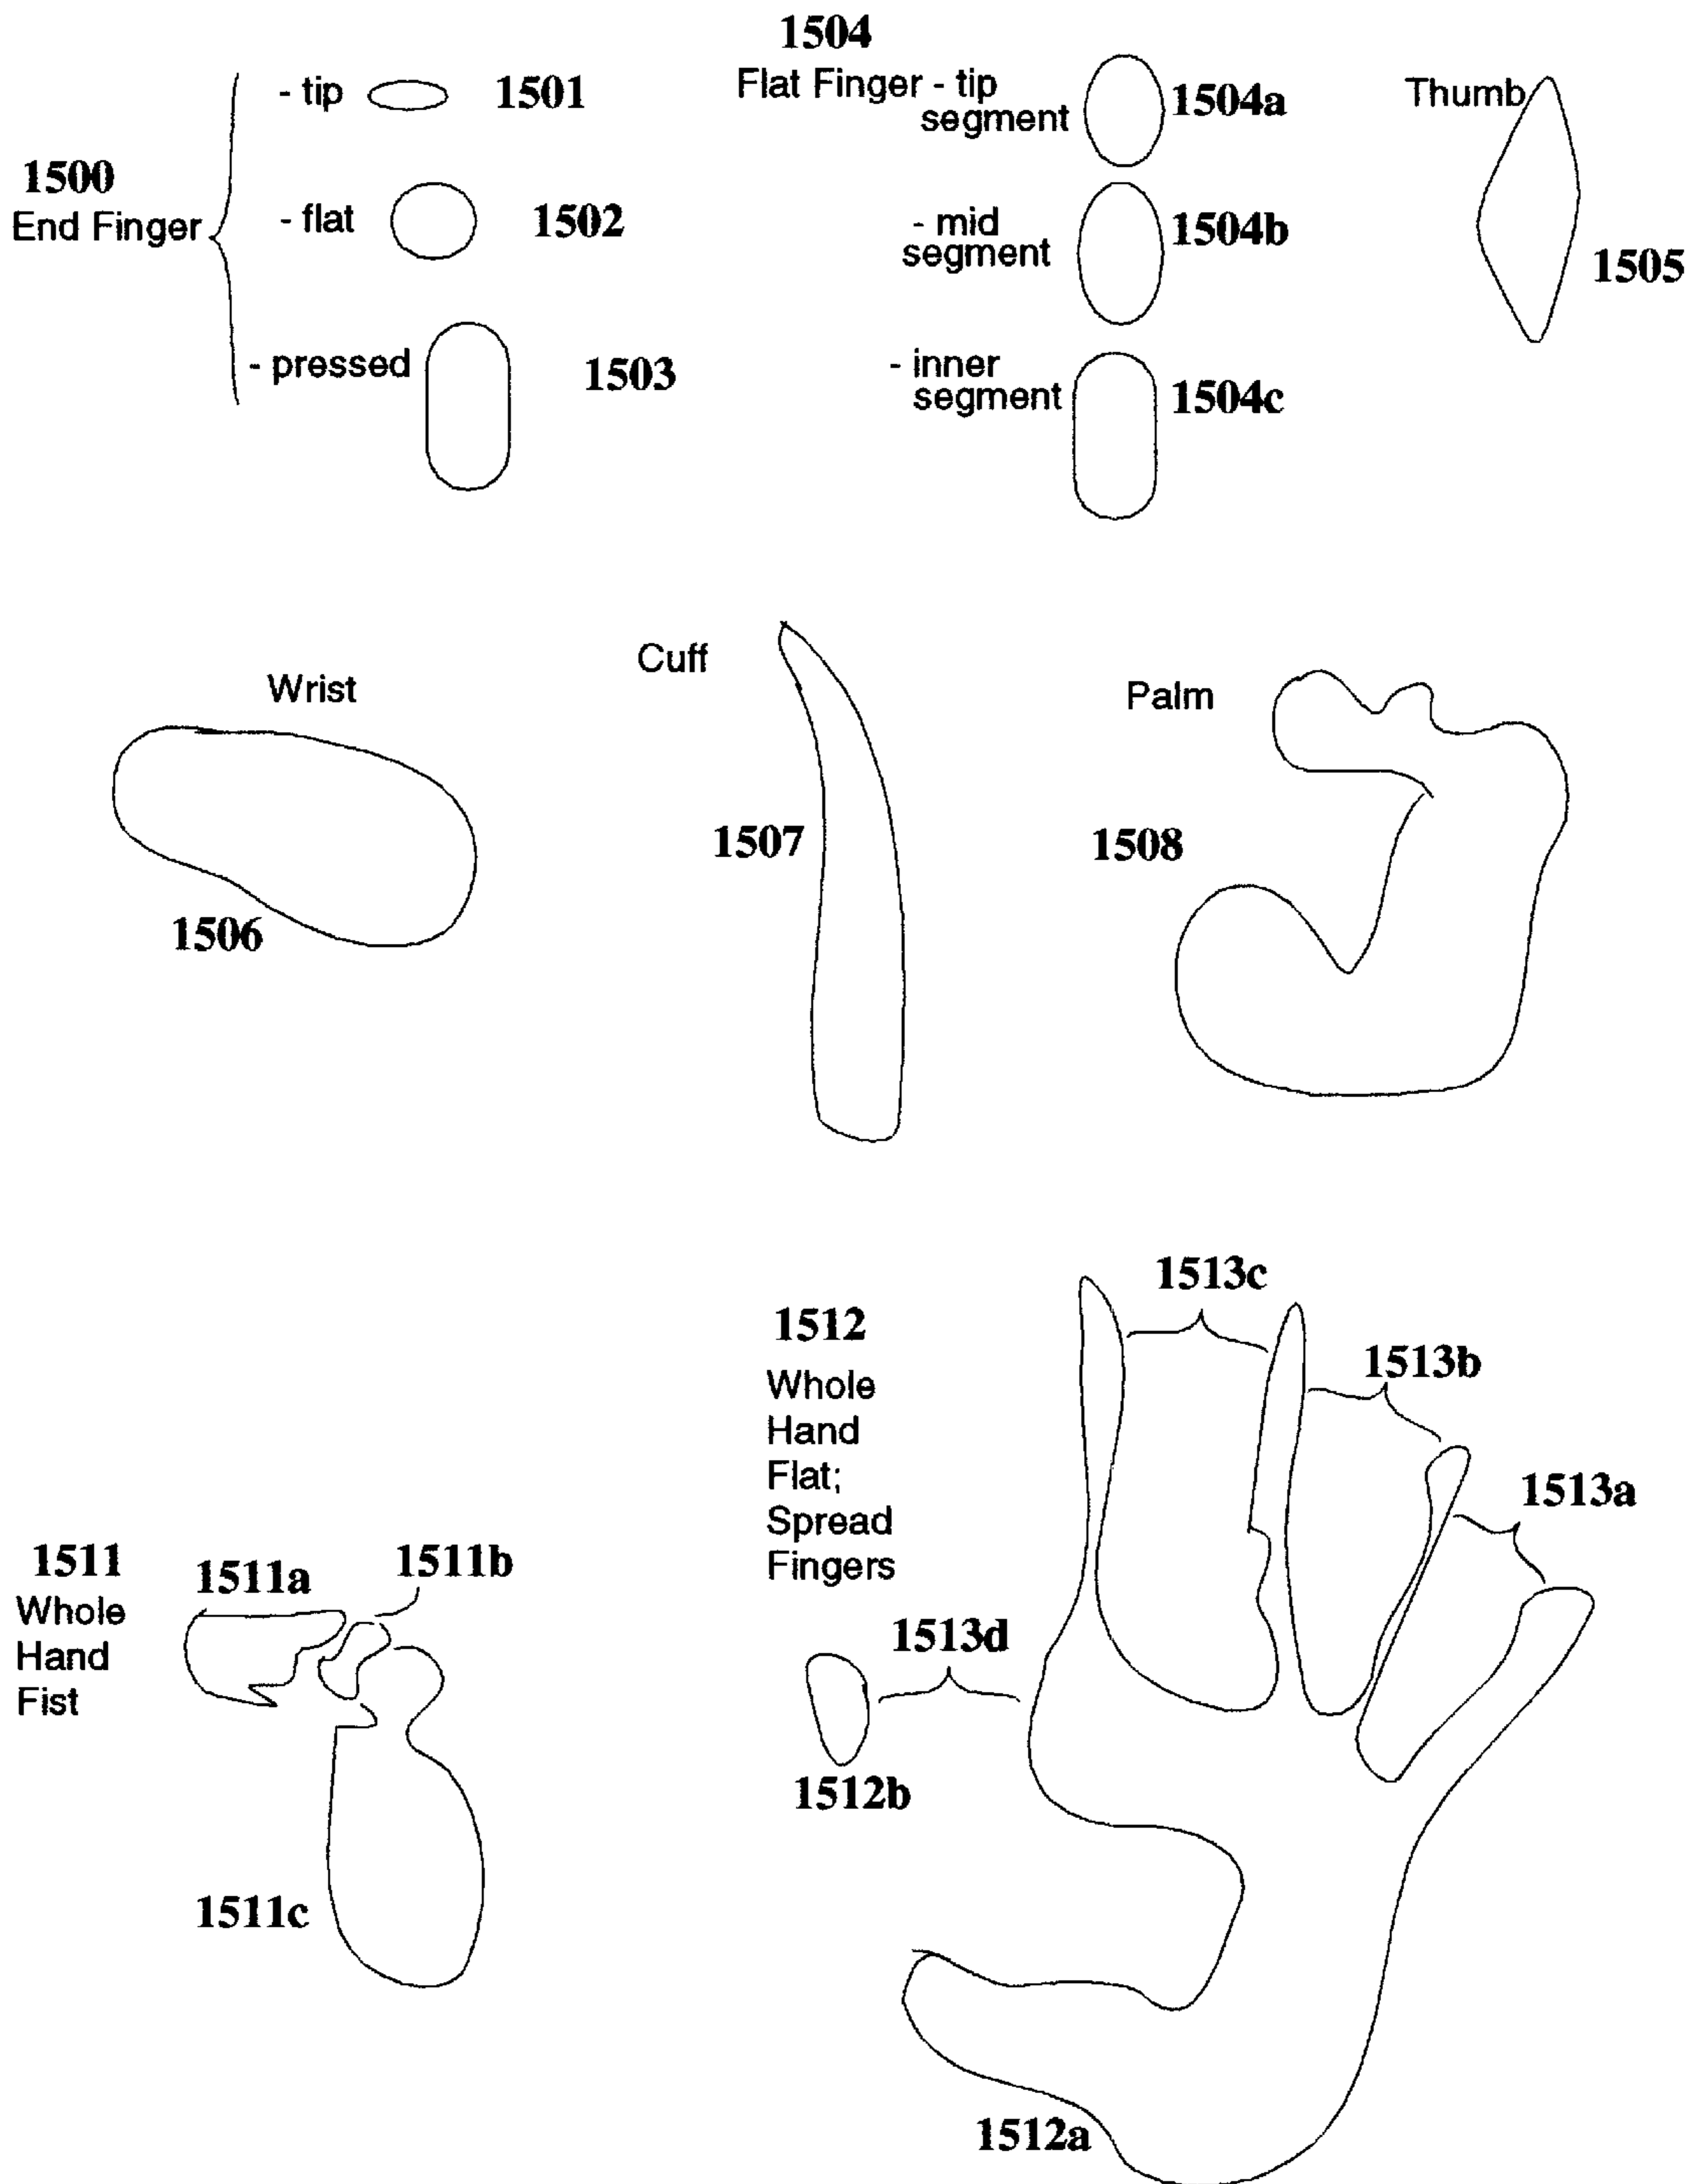 1500
End Finger
- tip
1501
- flat
1502
- pressed
1503
1504
Flat Finger - tip
segment
1504a
- mid
segment
1504b
- inner
segment
1504c
Thumb
1505
Wrist
1506
Cuff
1507
Palm
1508
1511
Whole
Hand
Fist
1511a
1511b
1511c
1512
Whole
Hand
Flat;
Spread
Fingers
1513c
1513b
1513a
1513d
1512b
1512a